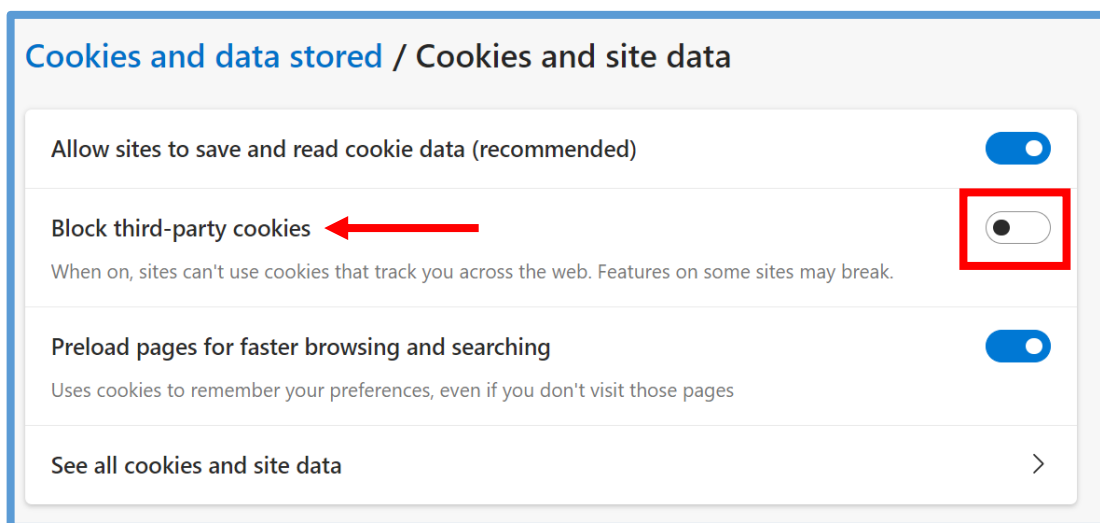 Cookies and data stored / Cookies and site data
Allow sites to save and read cookie data (recommended)
Block third-party cookies
When on, sites can't use cookies that track you across the web. Features on some sites may break.
Preload pages for faster browsing and searching
Uses cookies to remember your preferences, even if you don't visit those pages
See all cookies and site data